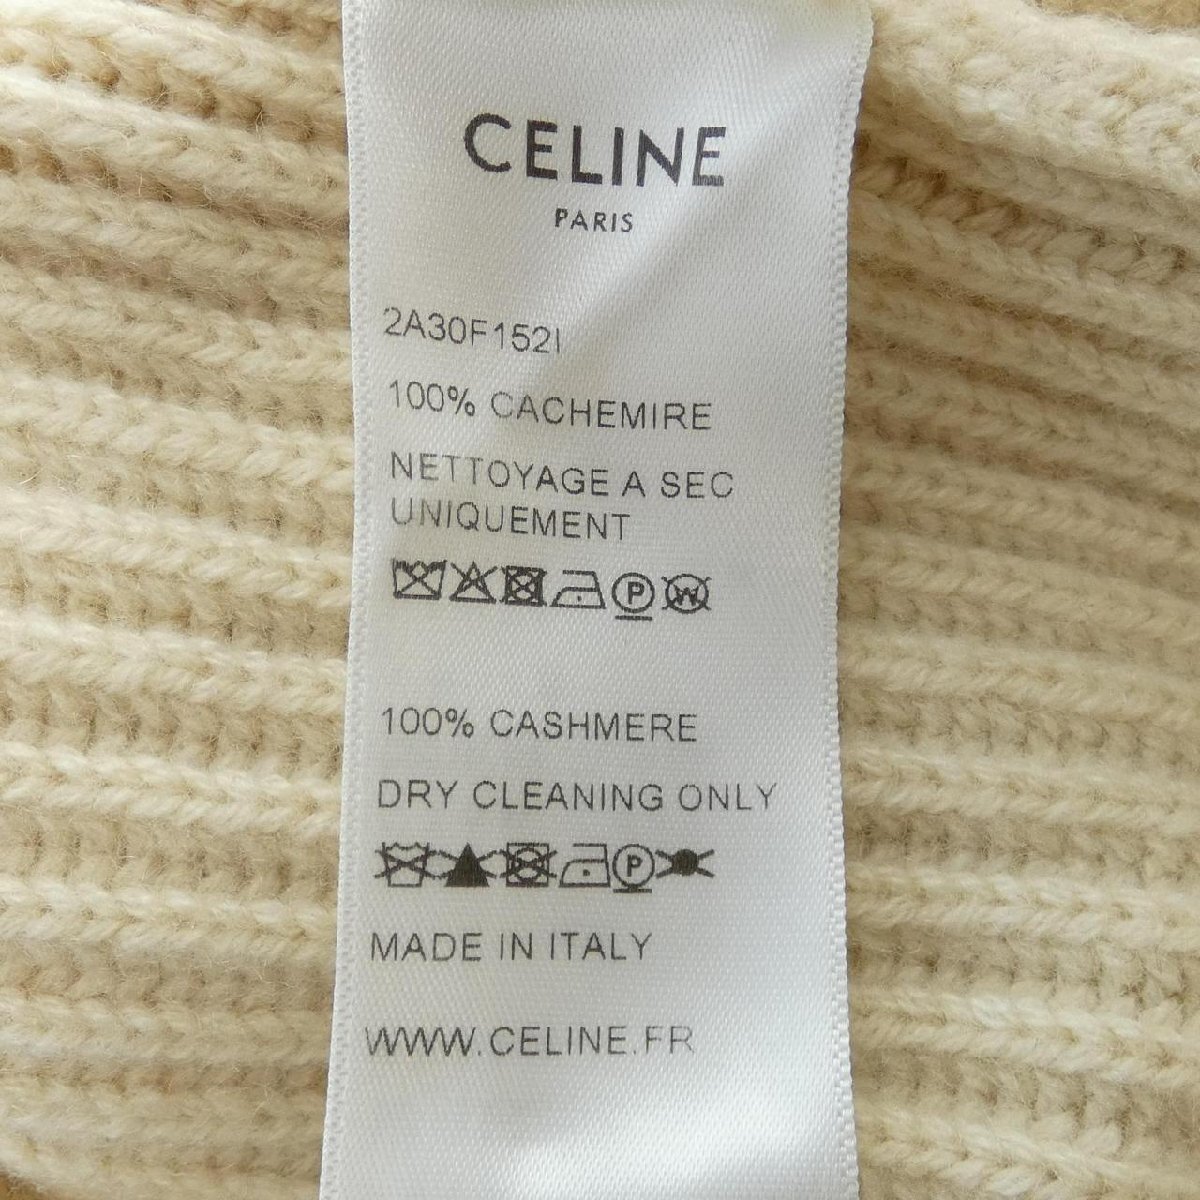 CELINE
PARIS
2A30F152I
100% CACHEMIRE
NETTOYAGE A SEC
UNIQUEMENT
P W
100% CASHMERE
DRY CLEANING ONLY
P
MADE IN ITALY
WWW.CELINE.FR